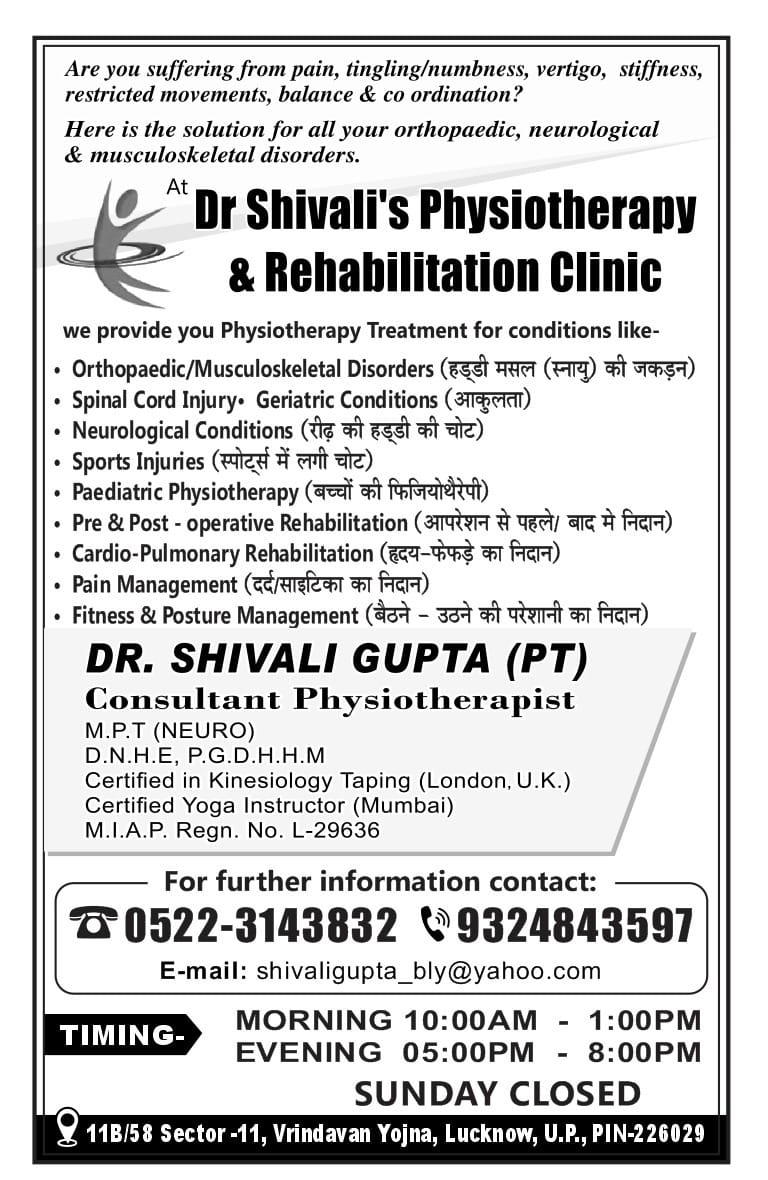 Are you suffering from pain, tingling/numbness, vertigo, stiffness,
restricted movements, balance & co ordination?
Here is the solution for all your orthopaedic, neurological
& musculoskeletal disorders.
At
Dr Shivali's Physiotherapy
& Rehabilitation Clinic
we provide you Physiotherapy Treatment for conditions like-
• Orthopaedic/Musculoskeletal Disorders (हड्डी मसल (स्नायु) की जकड़न)
• Spinal Cord Injury• Geriatric Conditions (आकुलता)
• Neurological Conditions (रीढ़ की हड्डी की चोट)
• Sports Injuries (स्पोर्ट्स में लगी चोट)
• Paediatric Physiotherapy (बच्चों की फिजियोथैरेपी)
• Pre & Post - operative Rehabilitation (आपरेशन से पहले/ बाद मे निदान)
• Cardio-Pulmonary Rehabilitation (हृदय-फेफड़े का निदान)
• Pain Management (दर्द/साइटिका का निदान)
• Fitness & Posture Management (बैठने - उठने की परेशानी का निदान)
DR. SHIVALI GUPTA (PT)
Consultant Physiotherapist
M.P.T (NEURO)
D.N.H.E, P.G.D.H.H.M
Certified in Kinesiology Taping (London, U.K.)
Certified Yoga Instructor (Mumbai)
M.I.A.P. Regn. No. L-29636
For further information contact:
0522-3143832 9324843597
E-mail: shivaligupta_bly@yahoo.com
TIMING-
MORNING 10:00AM - 1:00PM
EVENING 05:00PM - 8:00PM
SUNDAY CLOSED
11B/58 Sector -11, Vrindavan Yojna, Lucknow, U.P., PIN-226029